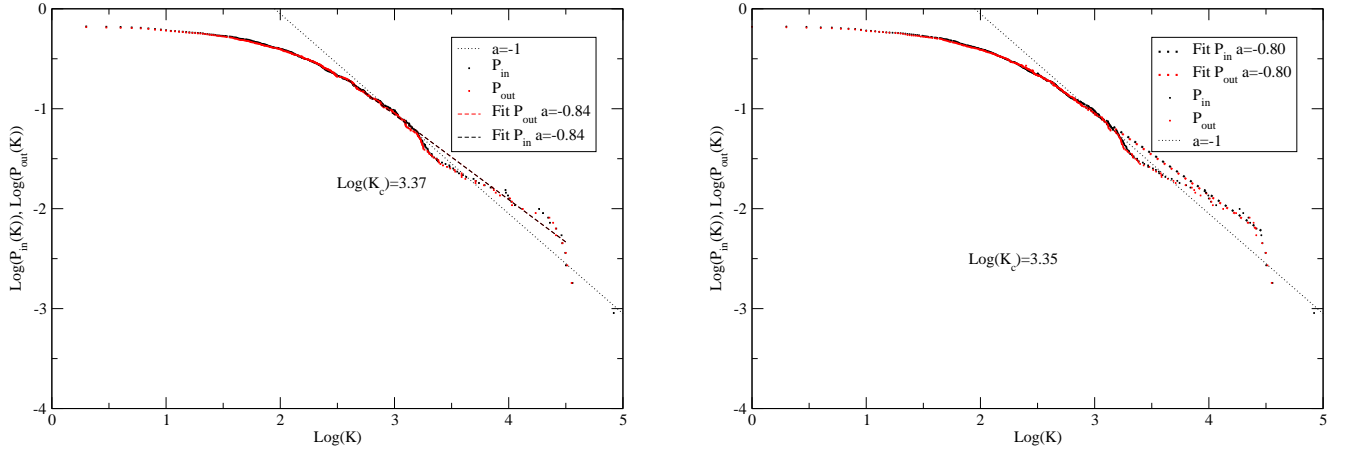 0
-1
-2
-3
-4
Log(P_in(K)), Log(P_out(K))
a=-1
P_in
P_out
Fit P_out a=-0.84
Fit P_in a=-0.84
Log(K_c)=3.37
0 1 2 3 4 5
Log(K)
0
-1
-2
-3
-4
Log(P_in(K)), Log(P_out(K))
Fit P_in a=-0.80
Fit P_out a=-0.80
P_in
P_out
a=-1
Log(K_c)=3.35
0 1 2 3 4 5
Log(K)